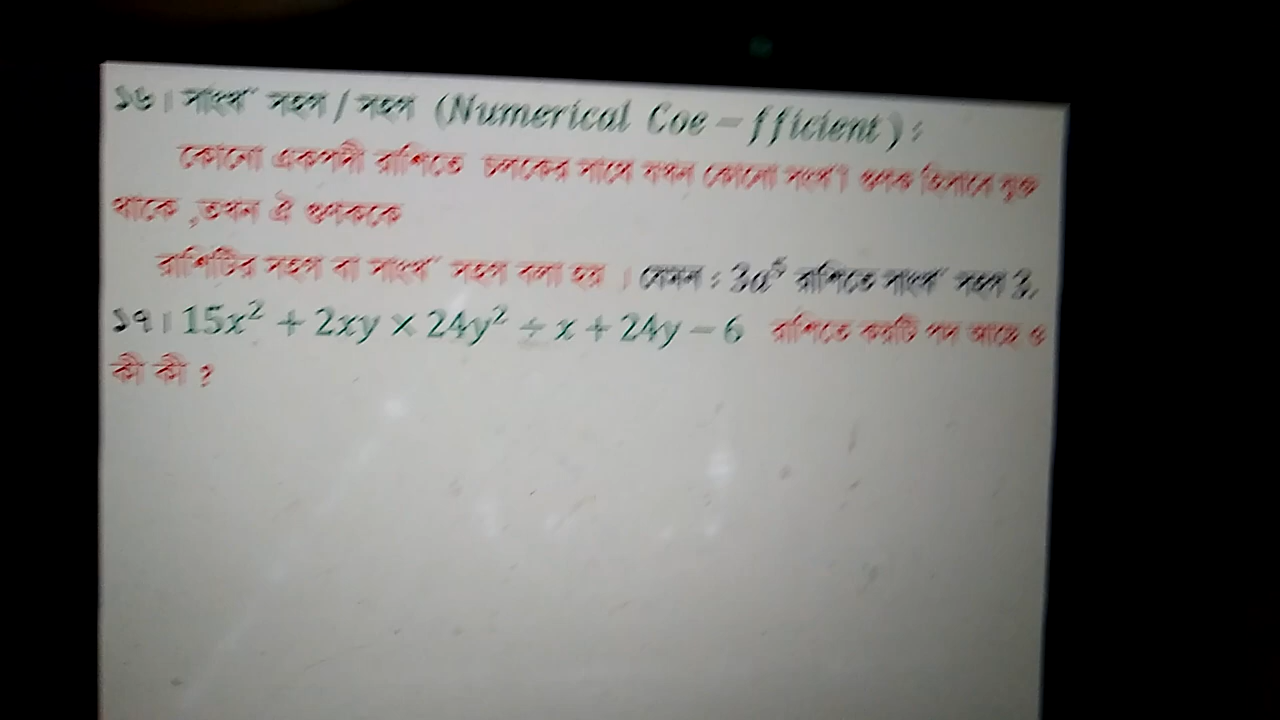 ১৬। সাংখ্য সহগ / সহগ (Numerical Coe – fficient) :
কোনো একপদী রাশিতে চলকের সাথে যখন কোনো সংখ্যা গুণক হিসাবে যুক্ত
থাকে ,তখন ঐ গুণককে
রাশিটির সহগ বা সাংখ্য সহগ বলা হয় । যেমন : 3a⁵ রাশিতে সাংখ্য সহগ 3.
১৭। 15x² + 2xy × 24y² ÷ x + 24y – 6 রাশিতে কয়টি পদ আছে ও
কী কী ?